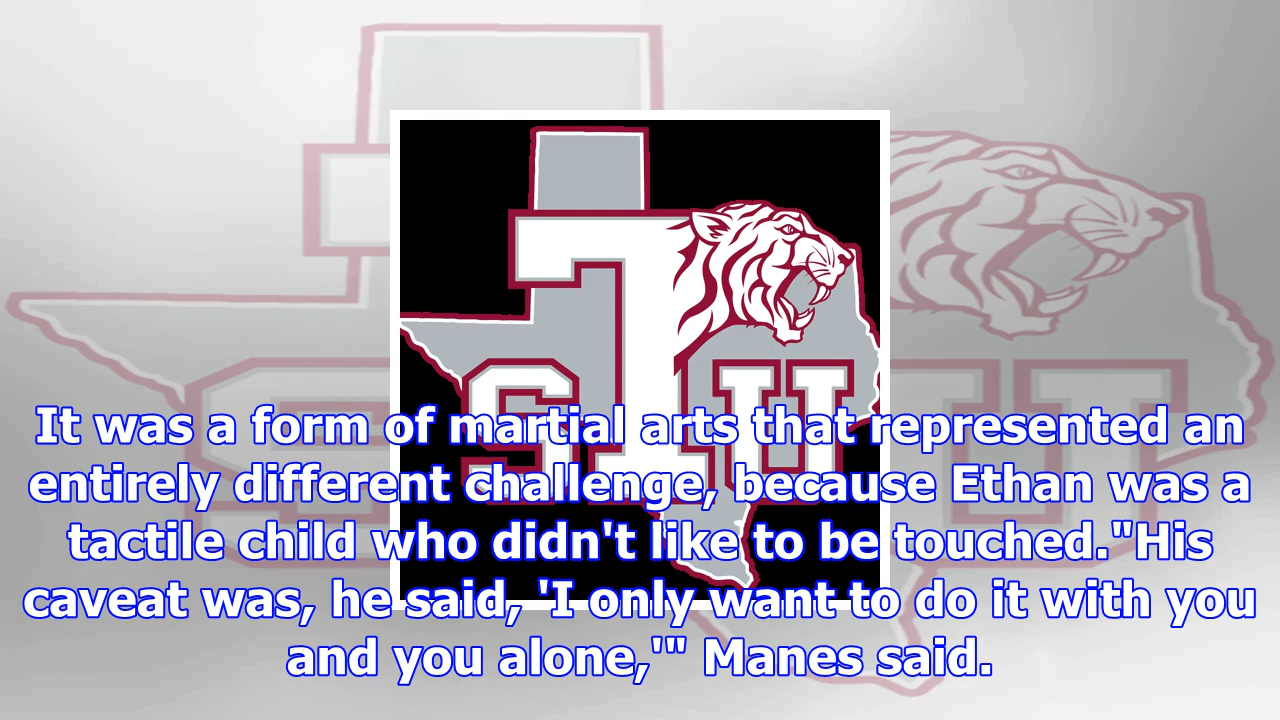 TSU
It was a form of martial arts that represented an
entirely different challenge, because Ethan was a
tactile child who didn't like to be touched."His
caveat was, he said, 'I only want to do it with you
and you alone,'" Manes said.